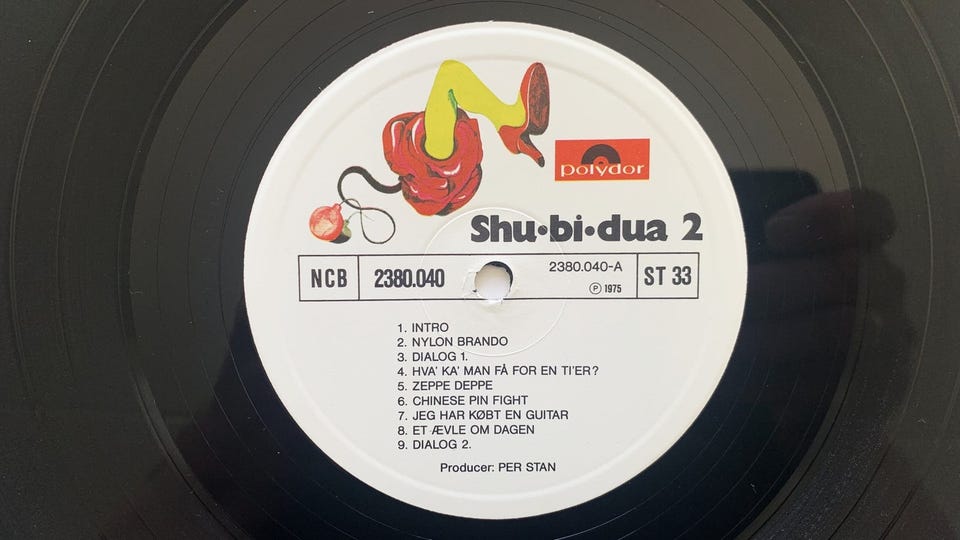 polydor
Shu•bi•dua 2
NCB 2380.040 2380.040-A ST 33
Ⓟ 1975
1. INTRO
2. NYLON BRANDO
3. DIALOG 1.
4. HVA' KA' MAN FÅ FOR EN TI'ER?
5. ZEPPE DEPPE
6. CHINESE PIN FIGHT
7. JEG HAR KØBT EN GUITAR
8. ET ÆVLE OM DAGEN
9. DIALOG 2.
Producer: PER STAN